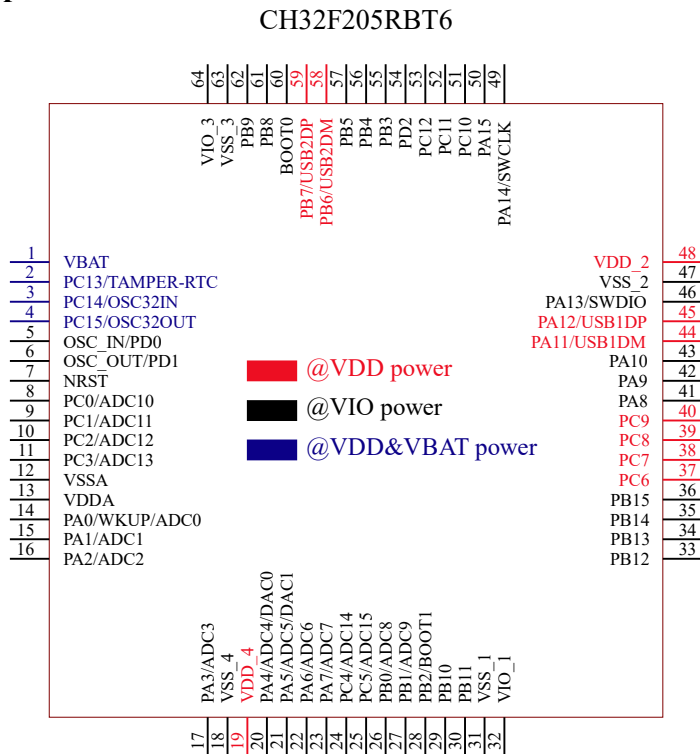 CH32F205RBT6
64 63 62 61 60 59 58 57 56 55 54 53 52 51 50 49
VIO_3
VSS_3
PB9
PB8
BOOT0
PB7/USB2DP
PB6/USB2DM
PB5
PB4
PB3
PD2
PC12
PC11
PC10
PA15
PA14/SWCLK
1 VBAT
2 PC13/TAMPER-RTC
3 PC14/OSC32IN
4 PC15/OSC32OUT
5 OSC_IN/PD0
6 OSC_OUT/PD1
7 NRST
8 PC0/ADC10
9 PC1/ADC11
10 PC2/ADC12
11 PC3/ADC13
12 VSSA
13 VDDA
14 PA0/WKUP/ADC0
15 PA1/ADC1
16 PA2/ADC2
@VDD power
@VIO power
@VDD&VBAT power
VDD_2 48
VSS_2 47
PA13/SWDIO 46
PA12/USB1DP 45
PA11/USB1DM 44
PA10 43
PA9 42
PA8 41
PC9 40
PC8 39
PC7 38
PC6 37
PB15 36
PB14 35
PB13 34
PB12 33
PA3/ADC3
VSS_4
VDD_4
PA4/ADC4/DAC0
PA5/ADC5/DAC1
PA6/ADC6
PA7/ADC7
PC4/ADC14
PC5/ADC15
PB0/ADC8
PB1/ADC9
PB2/BOOT1
PB10
PB11
VSS_1
VIO_1
17 18 19 20 21 22 23 24 25 26 27 28 29 30 31 32